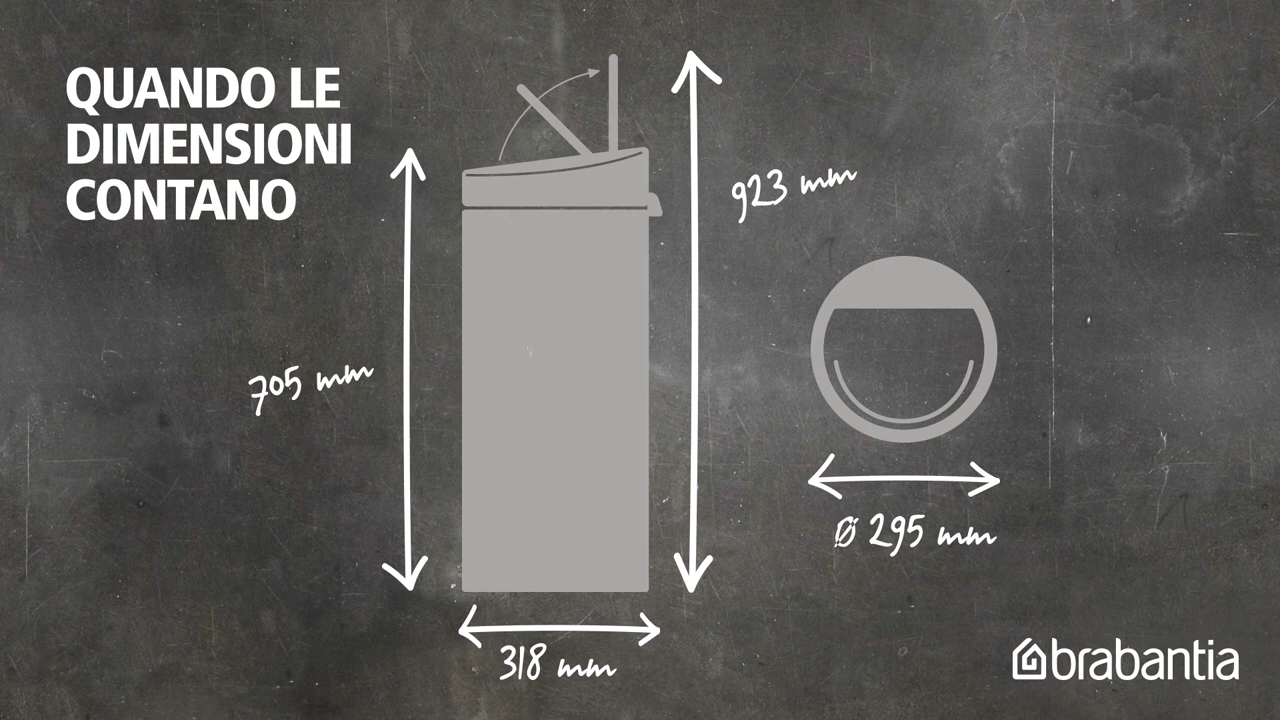 QUANDO LE
DIMENSIONI
CONTANO
923 mm
705 mm
Ø 295 mm
318 mm
brabantia